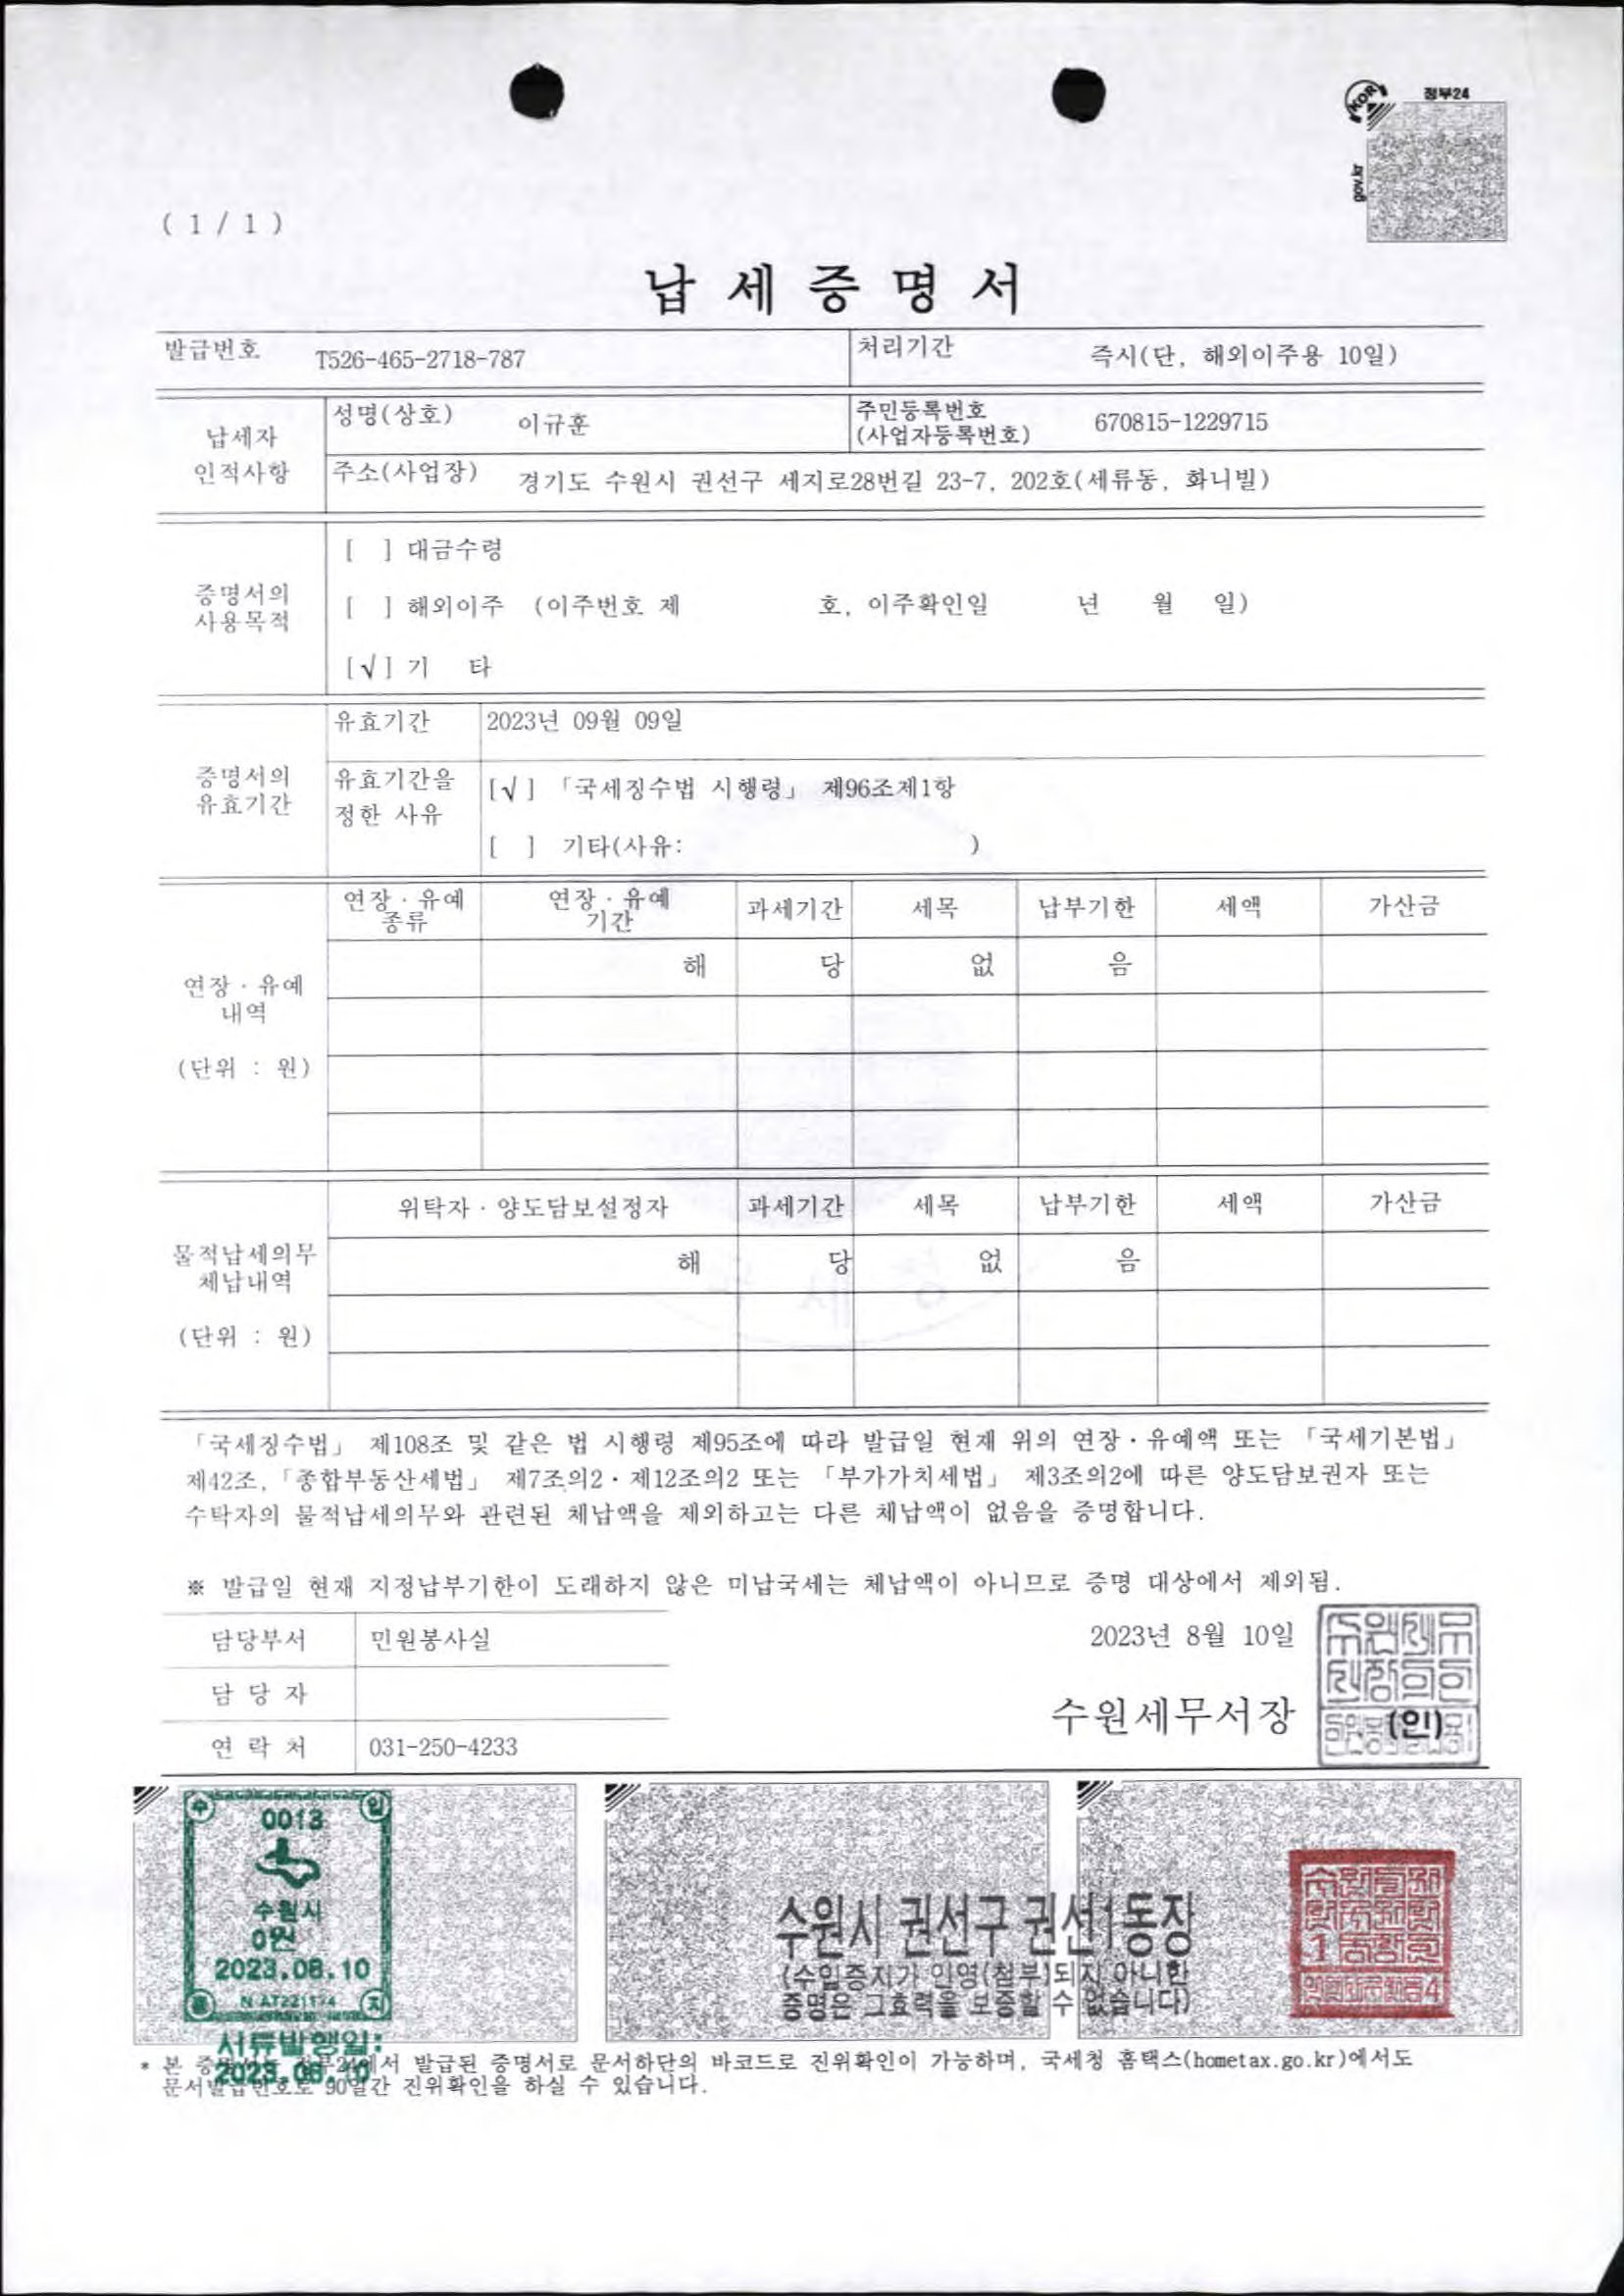 정부24
gov.kr
( 1 / 1 )
납 세 증 명 서
발급번호 T526-465-2718-787 처리기간 즉시(단, 해외이주용 10일)
납세자 인적사항
성명(상호) 이규훈 주민등록번호 (사업자등록번호) 670815-1229715
주소(사업장) 경기도 수원시 권선구 세지로28번길 23-7, 202호(세류동, 화니빌)
증명서의 사용목적
[ ] 대금수령
[ ] 해외이주 (이주번호 제 호, 이주확인일 년 월 일)
[√] 기 타
증명서의 유효기간
유효기간 2023년 09월 09일
유효기간을 정한 사유
[√] 「국세징수법 시행령」 제96조제1항
[ ] 기타(사유: )
연장·유예 내역
(단위 : 원)
연장·유예 종류 연장·유예 기간 과세기간 세목 납부기한 세액 가산금
해 당 없 음
물적납세의무 체납내역
(단위 : 원)
위탁자·양도담보설정자 과세기간 세목 납부기한 세액 가산금
해 당 없 음
「국세징수법」 제108조 및 같은 법 시행령 제95조에 따라 발급일 현재 위의 연장·유예액 또는 「국세기본법」
제42조,「종합부동산세법」 제7조의2·제12조의2 또는 「부가가치세법」 제3조의2에 따른 양도담보권자 또는
수탁자의 물적납세의무와 관련된 체납액을 제외하고는 다른 체납액이 없음을 증명합니다.
※ 발급일 현재 지정납부기한이 도래하지 않은 미납국세는 체납액이 아니므로 증명 대상에서 제외됨.
담당부서 민원봉사실
담 당 자
연 락 처 031-250-4233
2023년 8월 10일
수원세무서장
(인)
수 입
0013
수원시
0원
2023.08.10
증 지
서류발행일:
2023.08.10
수원시 권선구 권선1동장
(수입증지가 인영(첨부)되지 아니한
증명은 그효력을 보증할 수 없습니다)
* 본 증명서는 정부24에서 발급된 증명서로 문서하단의 바코드로 진위확인이 가능하며, 국세청 홈택스(hometax.go.kr)에서도
문서발급번호로 90일간 진위확인을 하실 수 있습니다.